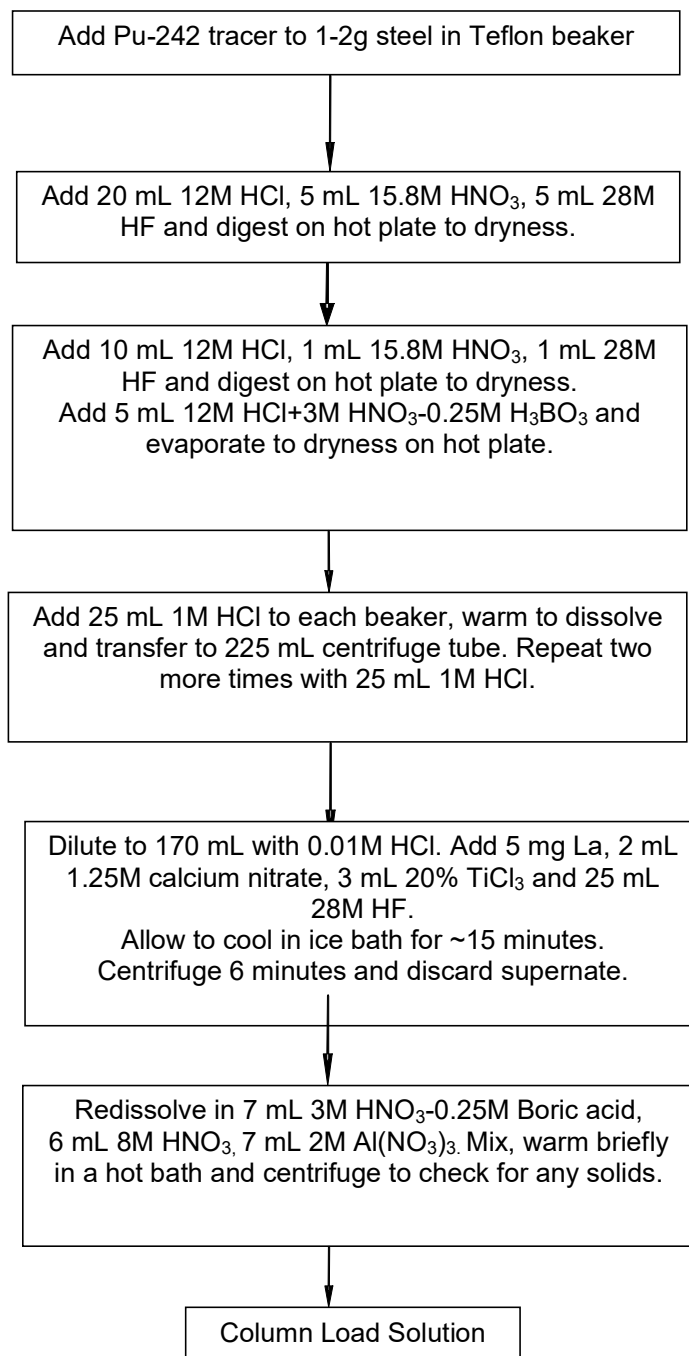 Add Pu-242 tracer to 1-2g steel in Teflon beaker
Add 20 mL 12M HCl, 5 mL 15.8M HNO₃, 5 mL 28M
HF and digest on hot plate to dryness.
Add 10 mL 12M HCl, 1 mL 15.8M HNO₃, 1 mL 28M
HF and digest on hot plate to dryness.
Add 5 mL 12M HCl+3M HNO₃-0.25M H₃BO₃ and
evaporate to dryness on hot plate.
Add 25 mL 1M HCl to each beaker, warm to dissolve
and transfer to 225 mL centrifuge tube. Repeat two
more times with 25 mL 1M HCl.
Dilute to 170 mL with 0.01M HCl. Add 5 mg La, 2 mL
1.25M calcium nitrate, 3 mL 20% TiCl₃ and 25 mL
28M HF.
Allow to cool in ice bath for ~15 minutes.
Centrifuge 6 minutes and discard supernate.
Redissolve in 7 mL 3M HNO₃-0.25M Boric acid,
6 mL 8M HNO₃, 7 mL 2M Al(NO₃)₃. Mix, warm briefly
in a hot bath and centrifuge to check for any solids.
Column Load Solution